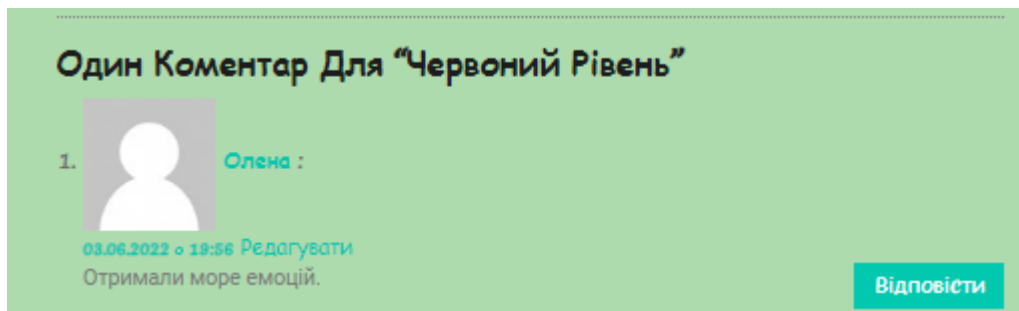 Один Коментар Для “Червоний Рівень”
1. Олена :
03.06.2022 о 19:56 Редагувати
Отримали море емоцій.
Відповісти